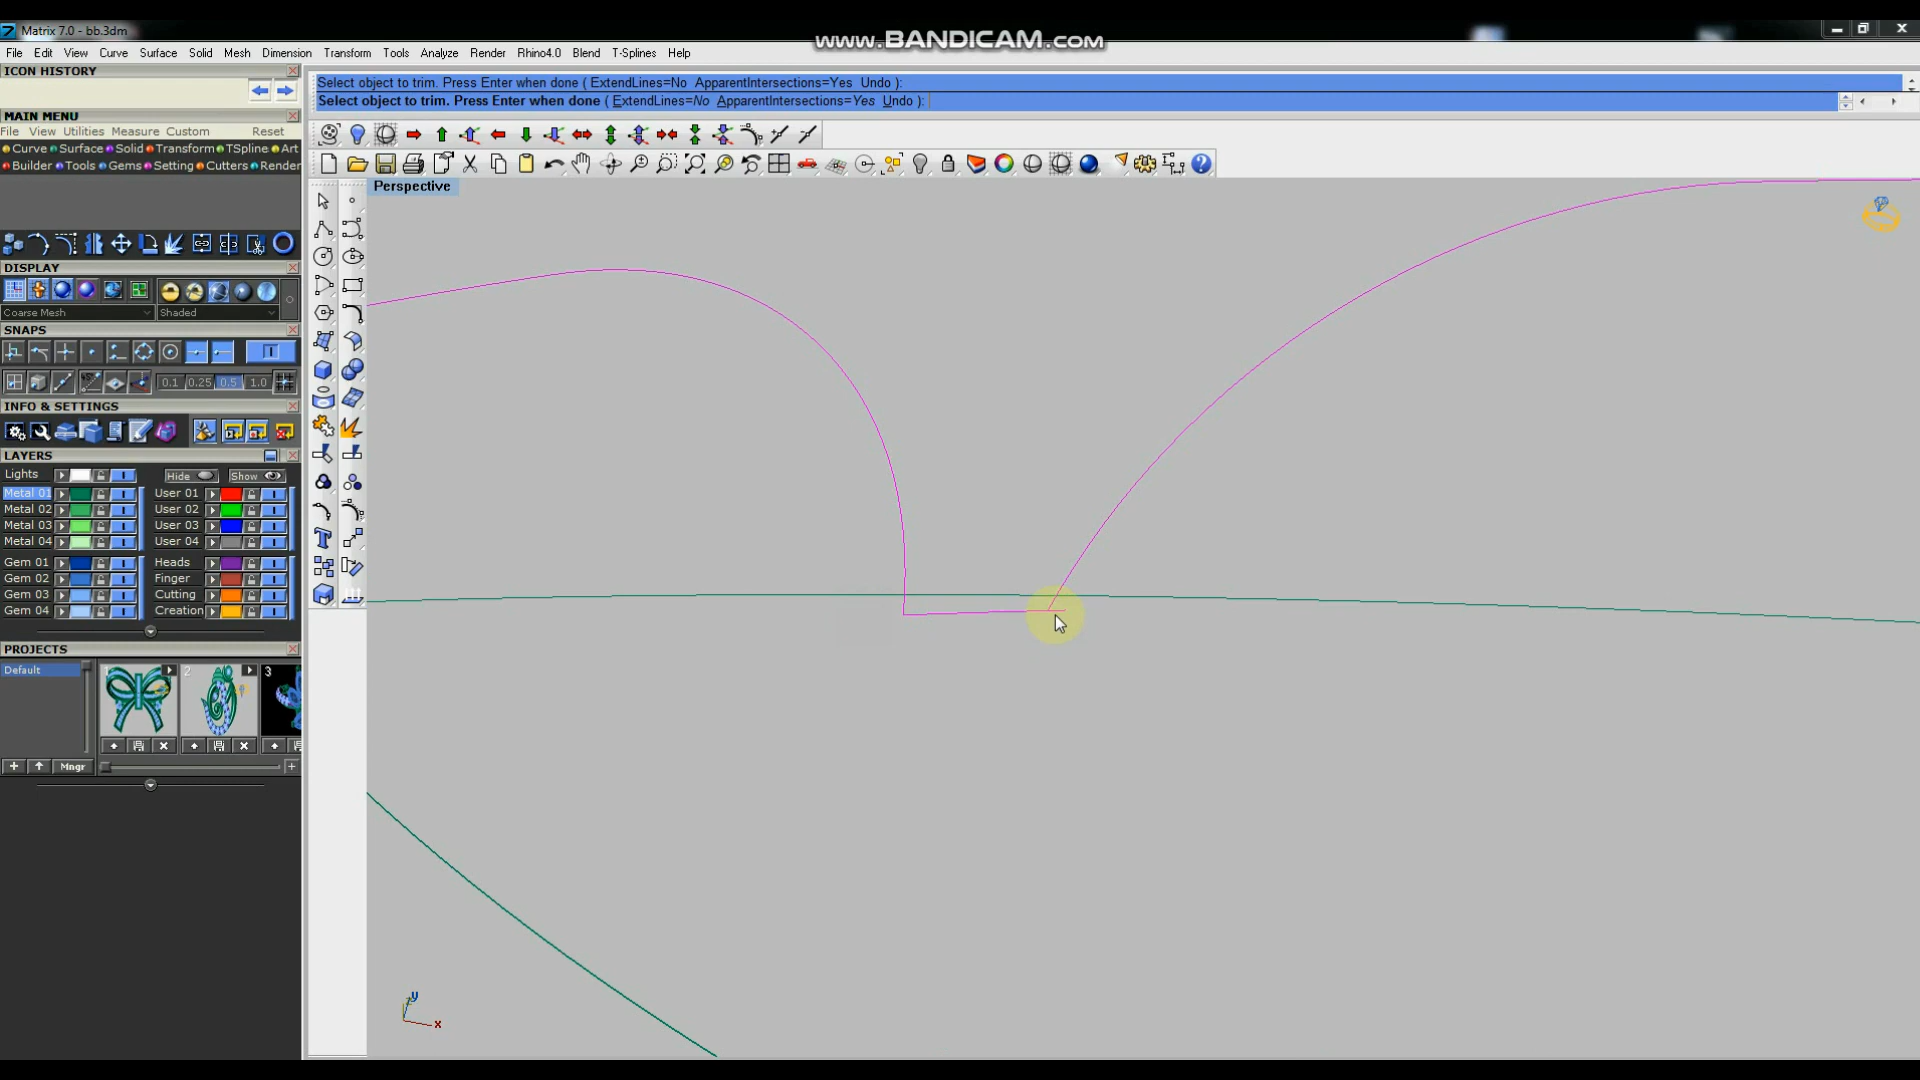 Matrix 7.0 - bb.3dm
www.BANDICAM.com
File Edit View Curve Surface Solid Mesh Dimension Transform Tools Analyze Render Rhino4.0 Blend T-Splines Help
ICON HISTORY
Select object to trim. Press Enter when done ( ExtendLines=No ApparentIntersections=Yes Undo ):
Select object to trim. Press Enter when done ( ExtendLines=No ApparentIntersections=Yes Undo ):
MAIN MENU
File View Utilities Measure Custom Reset
Curve Surface Solid Transform TSpline Art
Builder Tools Gems Setting Cutters Render
Perspective
DISPLAY
Coarse Mesh Shaded
SNAPS
0.1 0.25 0.5 1.0
INFO & SETTINGS
LAYERS
Lights Hide Show
Metal 01 User 01
Metal 02 User 02
Metal 03 User 03
Metal 04 User 04
Gem 01 Heads
Gem 02 Finger
Gem 03 Cutting
Gem 04 Creation
PROJECTS
Default 1 2 3
Mngr
y
x